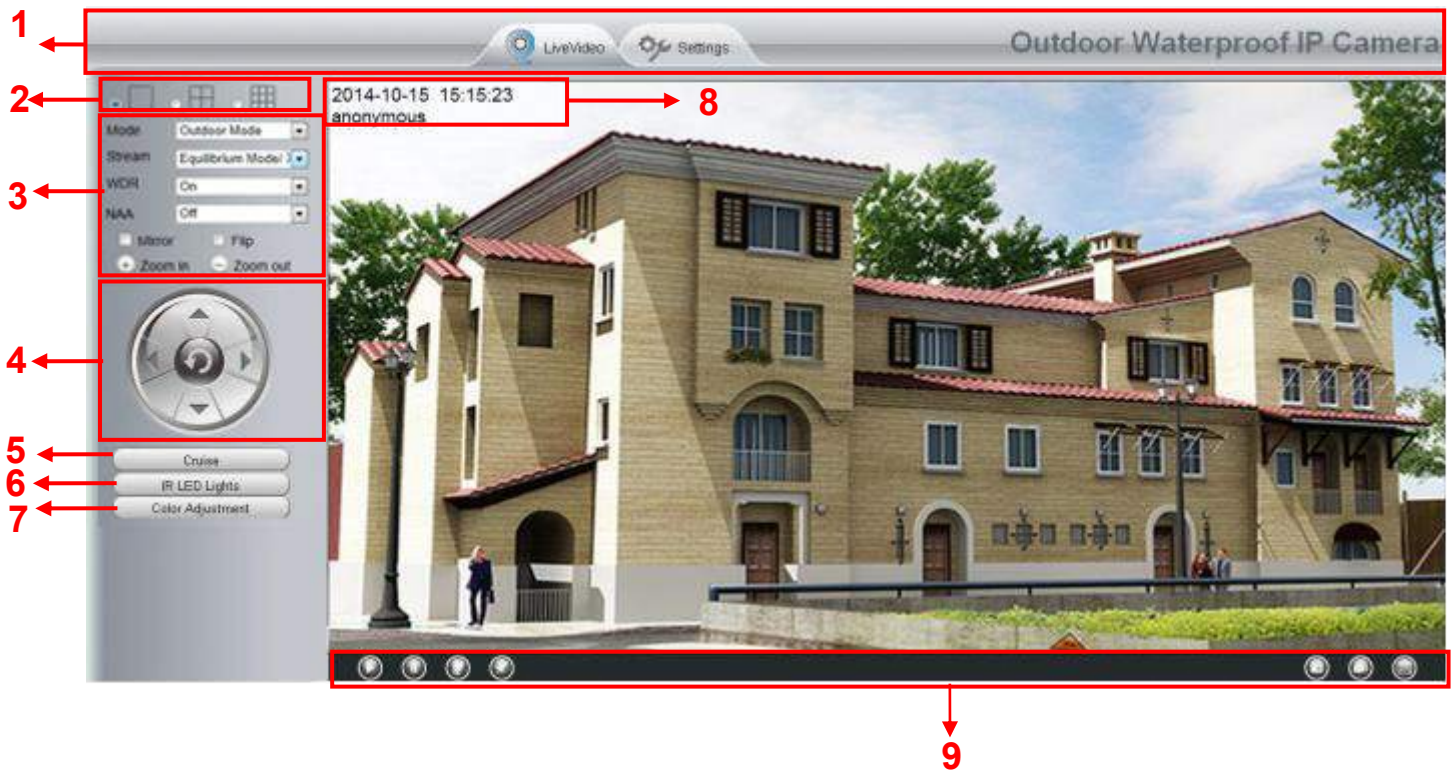 1
LiveVideo
Settings
Outdoor Waterproof IP Camera
2
2014-10-15 15:15:23
anonymous
8
3
Mode Outdoor Mode
Stream Equilibrium Mode/
WDR On
NAA Off
Mirror Flip
Zoom in Zoom out
4
5
Cruise
6
IR LED Lights
7
Color Adjustment
9